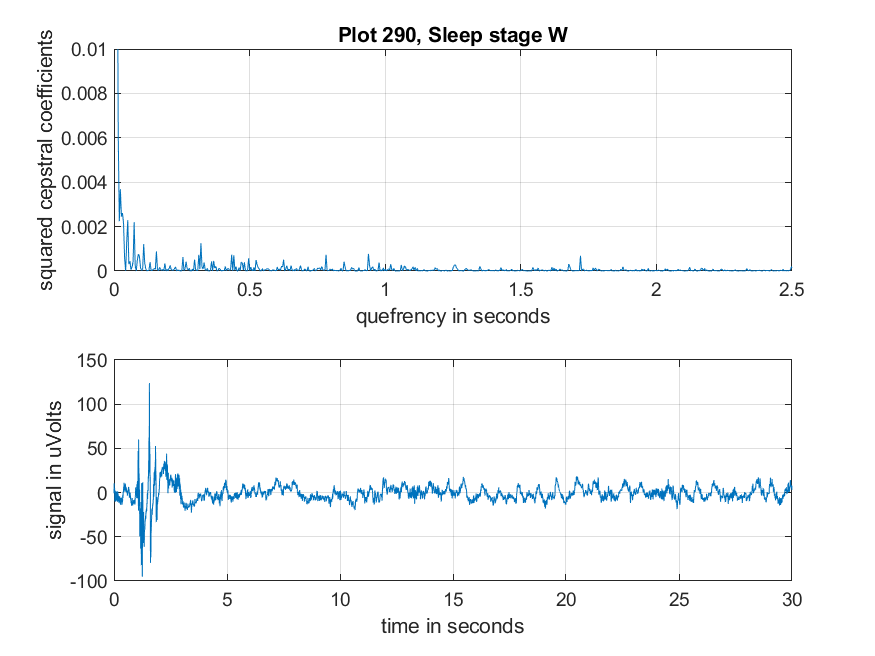 Plot 290, Sleep stage W
squared cepstral coefficients
0.01
0.008
0.006
0.004
0.002
0
0 0.5 1 1.5 2 2.5
quefrency in seconds
signal in uVolts
150
100
50
0
-50
-100
0 5 10 15 20 25 30
time in seconds